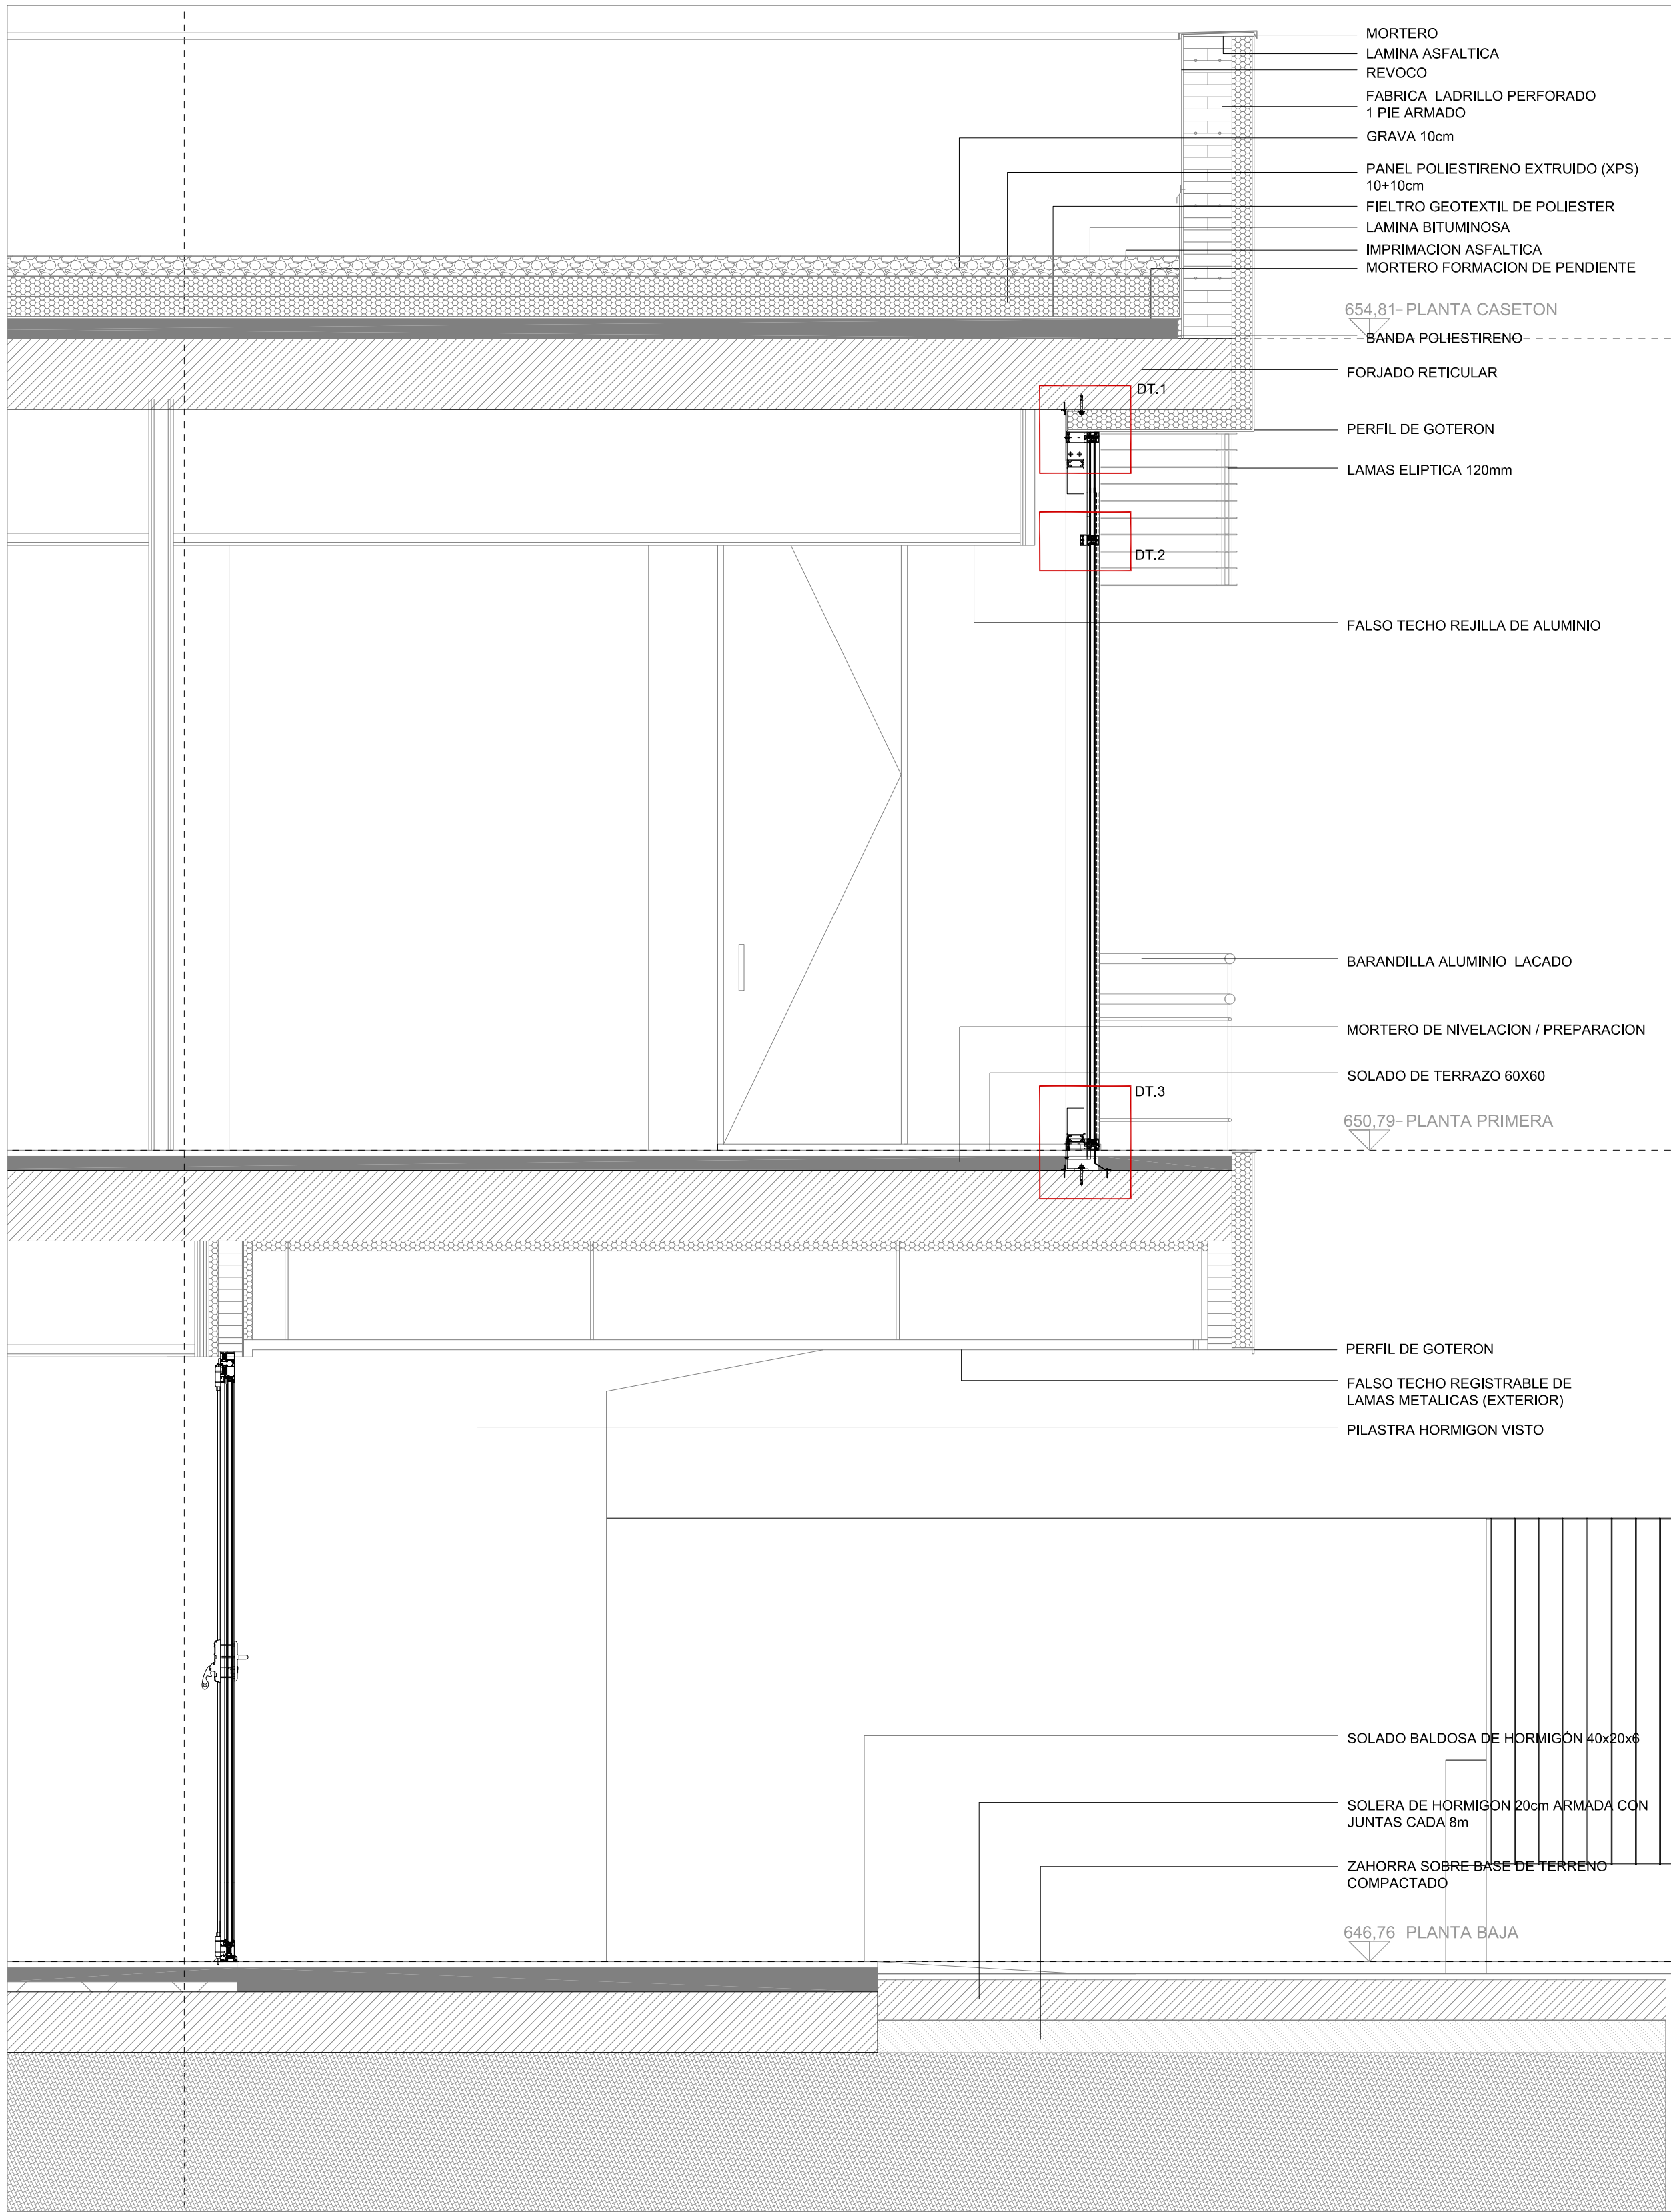 MORTERO
LAMINA ASFALTICA
REVOCO
FABRICA LADRILLO PERFORADO
1 PIE ARMADO
GRAVA 10cm
PANEL POLIESTIRENO EXTRUIDO (XPS)
10+10cm
FIELTRO GEOTEXTIL DE POLIESTER
LAMINA BITUMINOSA
IMPRIMACION ASFALTICA
MORTERO FORMACION DE PENDIENTE
654,81- PLANTA CASETON
BANDA POLIESTIRENO
FORJADO RETICULAR
DT.1
PERFIL DE GOTERON
LAMAS ELIPTICA 120mm
DT.2
FALSO TECHO REJILLA DE ALUMINIO
BARANDILLA ALUMINIO LACADO
MORTERO DE NIVELACION / PREPARACION
SOLADO DE TERRAZO 60X60
DT.3
650,79- PLANTA PRIMERA
PERFIL DE GOTERON
FALSO TECHO REGISTRABLE DE
LAMAS METALICAS (EXTERIOR)
PILASTRA HORMIGON VISTO
SOLADO BALDOSA DE HORMIGÓN 40x20x6
SOLERA DE HORMIGON 20cm ARMADA CON
JUNTAS CADA 8m
ZAHORRA SOBRE BASE DE TERRENO
COMPACTADO
646,76- PLANTA BAJA